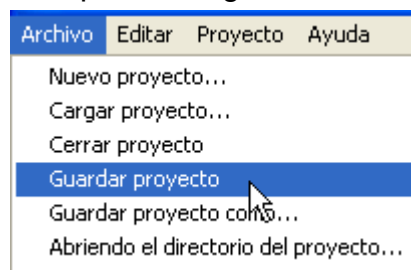 Archivo Editar Proyecto Ayuda
Nuevo proyecto...
Cargar proyecto...
Cerrar proyecto
Guardar proyecto
Guardar proyecto como...
Abriendo el directorio del proyecto...